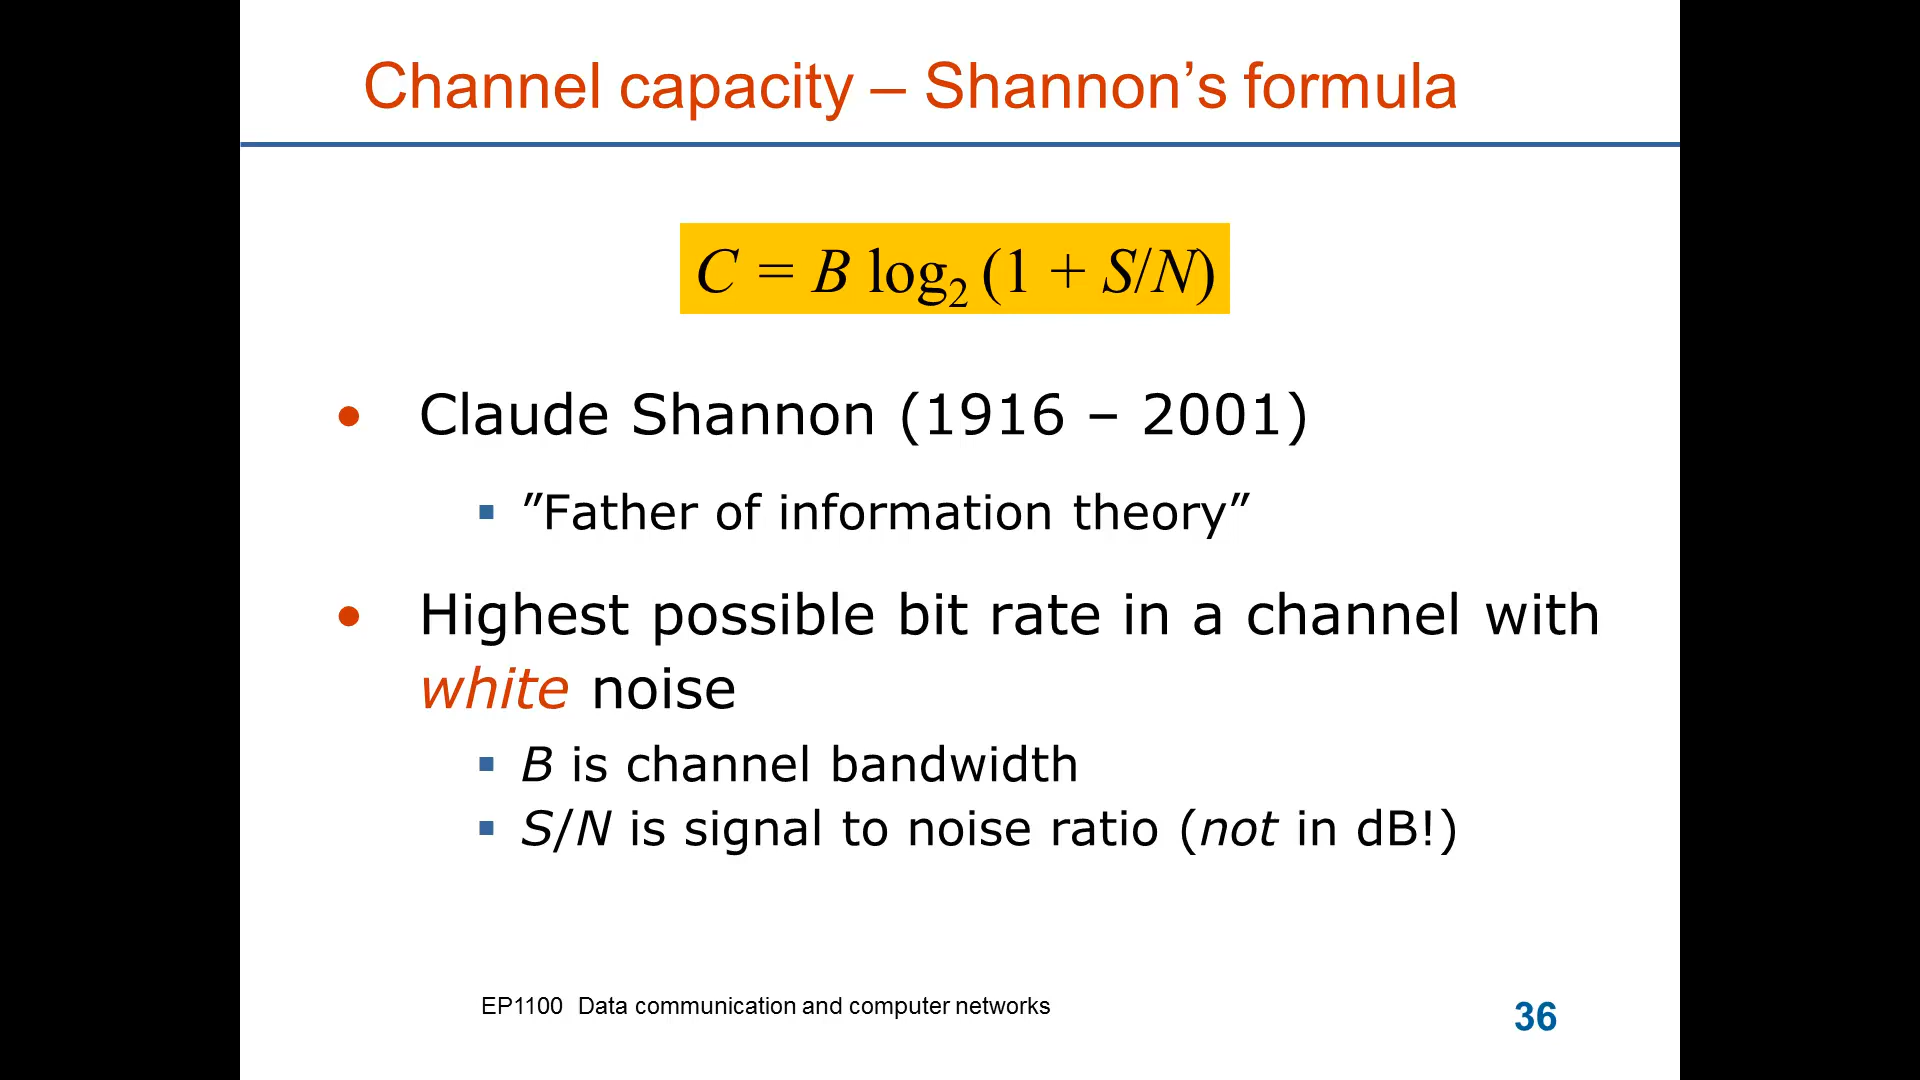 Channel capacity – Shannon’s formula
C = B log₂ (1 + S/N)
• Claude Shannon (1916 – 2001)
▪ ”Father of information theory”
• Highest possible bit rate in a channel with
white noise
▪ B is channel bandwidth
▪ S/N is signal to noise ratio (not in dB!)
EP1100 Data communication and computer networks
36